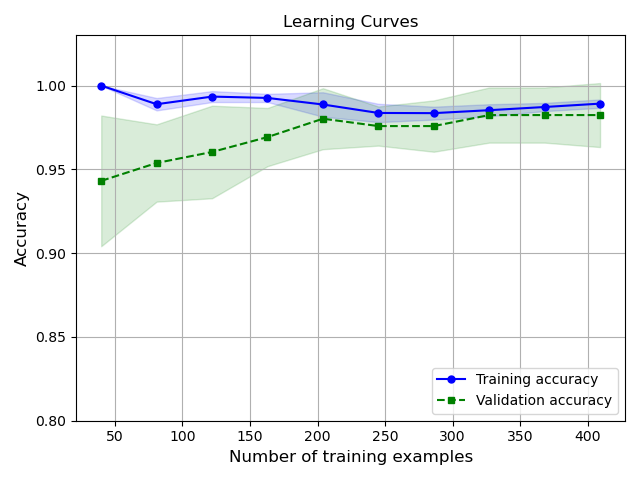 Learning Curves
Accuracy
1.00
0.95
0.90
0.85
0.80
50 100 150 200 250 300 350 400
Number of training examples
Training accuracy
Validation accuracy